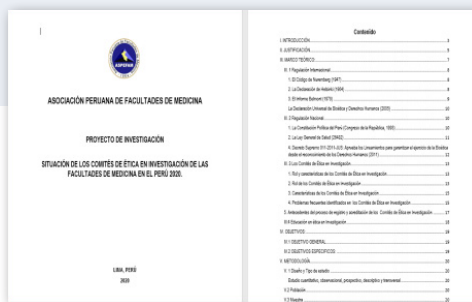 ASPEFAM
ASOCIACIÓN PERUANA DE FACULTADES DE MEDICINA
PROYECTO DE INVESTIGACIÓN
SITUACIÓN DE LOS COMITÉS DE ÉTICA EN INVESTIGACIÓN DE LAS
FACULTADES DE MEDICINA EN EL PERÚ 2020.
LIMA, PERÚ
2020
Contenido
I. INTRODUCCIÓN
II. JUSTIFICACIÓN
III. MARCO TEÓRICO
III.1 Regulación Internacional
1. El Código de Nuremberg (1947)
2. La Declaración de Helsinki (1964)
3. El Informe Belmont (1979)
La Declaración Universal de Bioética y Derechos Humanos (2005)
III.2 Regulación Nacional
1. La Constitución Política del Perú (Congreso de la República, 1993)
2. La Ley General de Salud (26842)
4. Decreto Supremo 011-2011-JUS: Aprueba los Lineamientos para garantizar el ejercicio de la Bioética
desde el reconocimiento de los Derechos Humanos (2011)
III.3 Los Comités de Ética en Investigación
1. Rol y características de los Comités de Ética en Investigación
2. Rol de los Comités de Ética en Investigación
3. Características de los Comités de Ética en Investigación
4. Problemas frecuentes identificados en los Comités de Ética en Investigación
5. Antecedentes del proceso de registro y acreditación de los Comités de Ética en Investigación
III.4 Educación en ética en investigación
IV. OBJETIVOS
IV.1 OBJETIVO GENERAL
IV.2 OBJETIVOS ESPECÍFICOS
V. METODOLOGÍA
V.1 Diseño y Tipo de estudio
Estudio cuantitativo, observacional, prospectivo, descriptivo y transversal
V.2 Población
V.3 Muestra